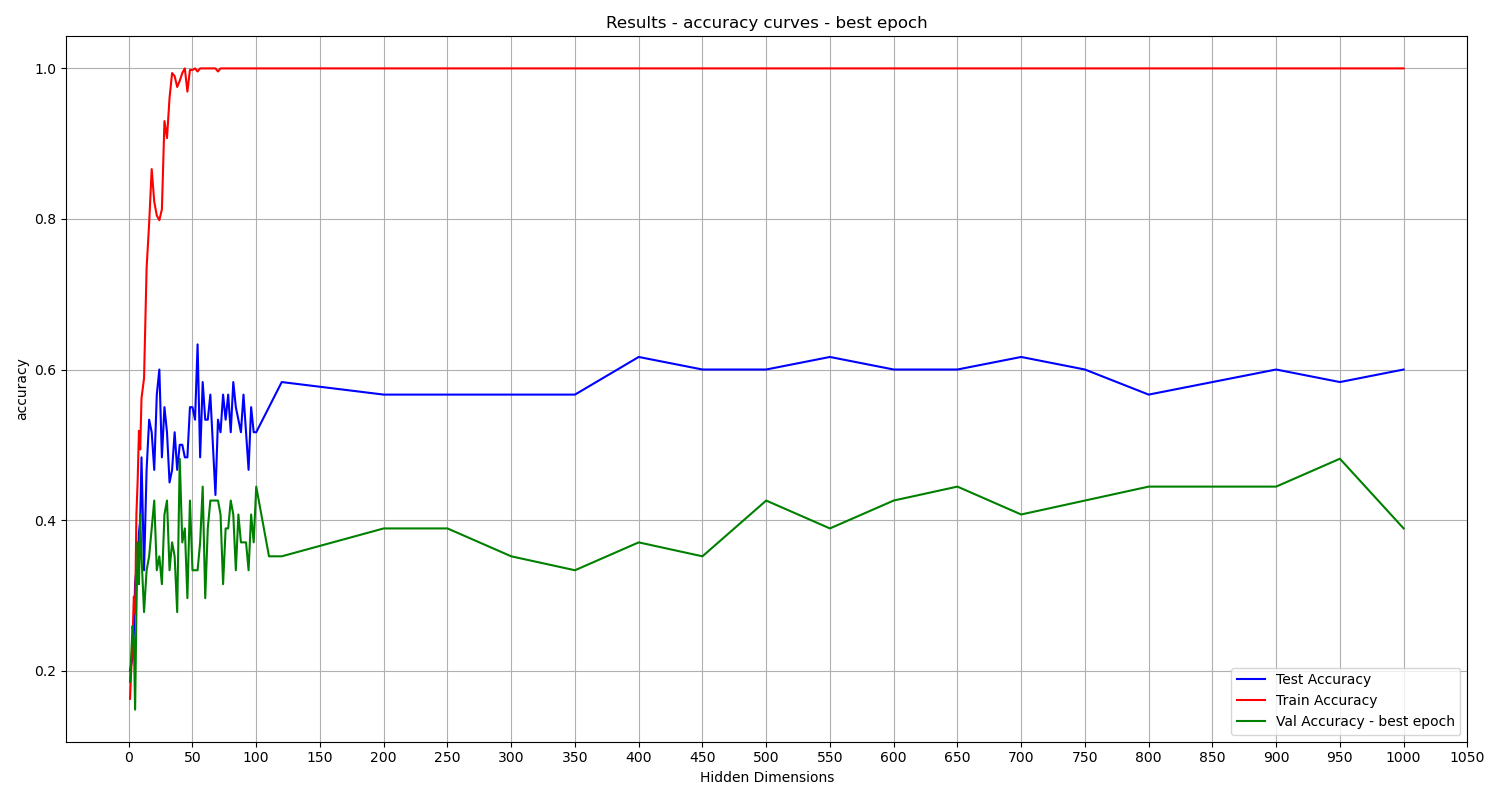 Results - accuracy curves - best epoch
accuracy
1.0
0.8
0.6
0.4
0.2
Test Accuracy
Train Accuracy
Val Accuracy - best epoch
0 50 100 150 200 250 300 350 400 450 500 550 600 650 700 750 800 850 900 950 1000 1050
Hidden Dimensions